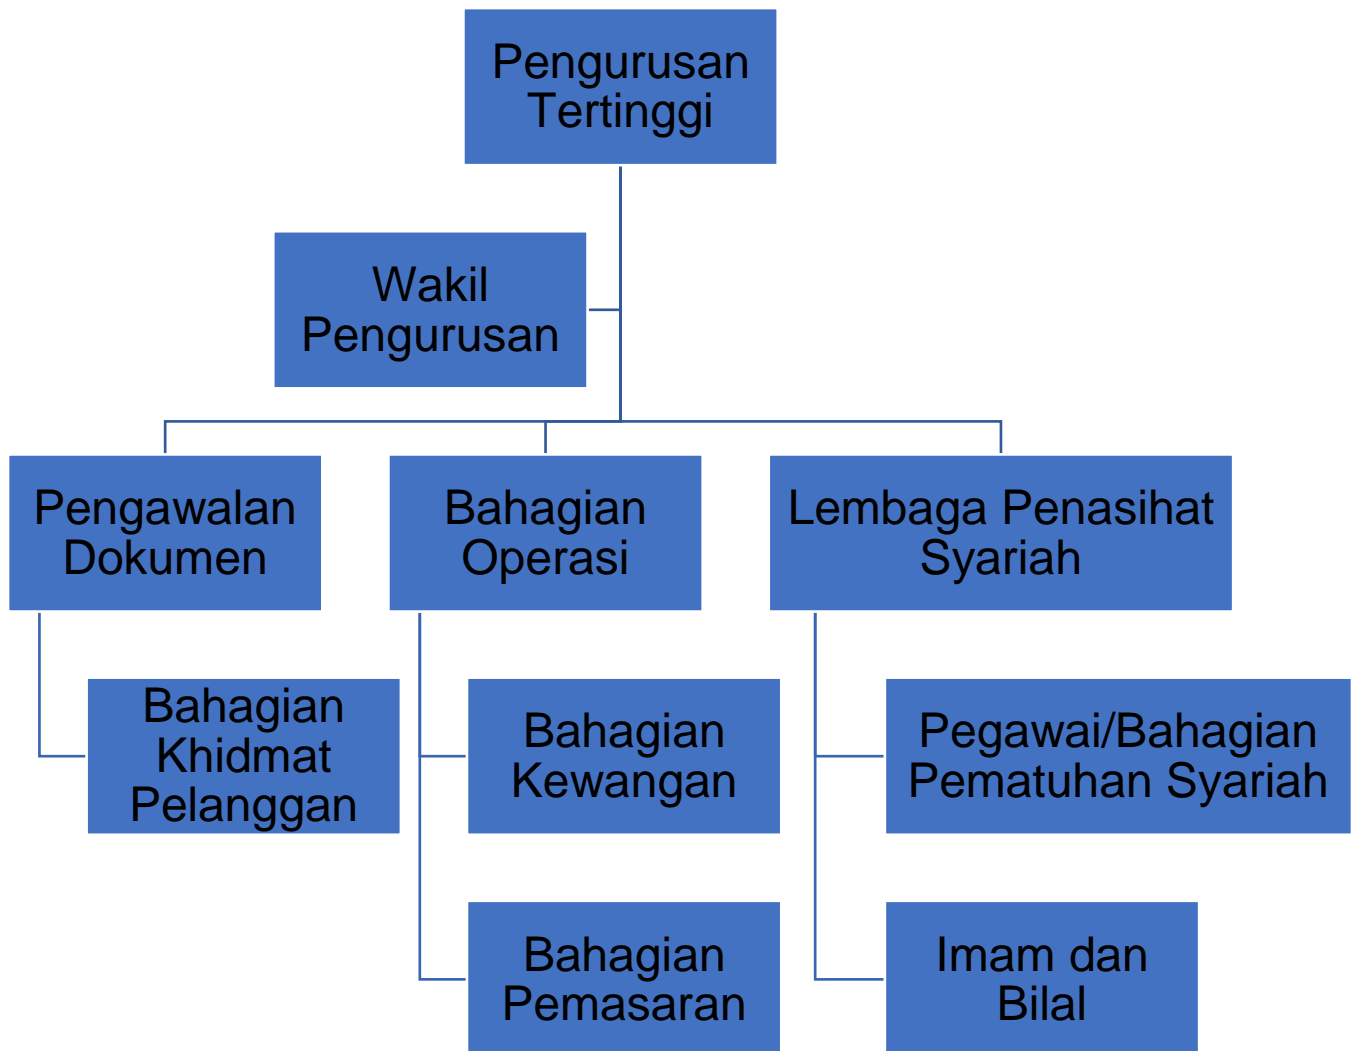 Pengurusan
Tertinggi
Wakil
Pengurusan
Pengawalan
Dokumen
Bahagian
Operasi
Lembaga Penasihat
Syariah
Bahagian
Khidmat
Pelanggan
Bahagian
Kewangan
Pegawai/Bahagian
Pematuhan Syariah
Bahagian
Pemasaran
Imam dan
Bilal